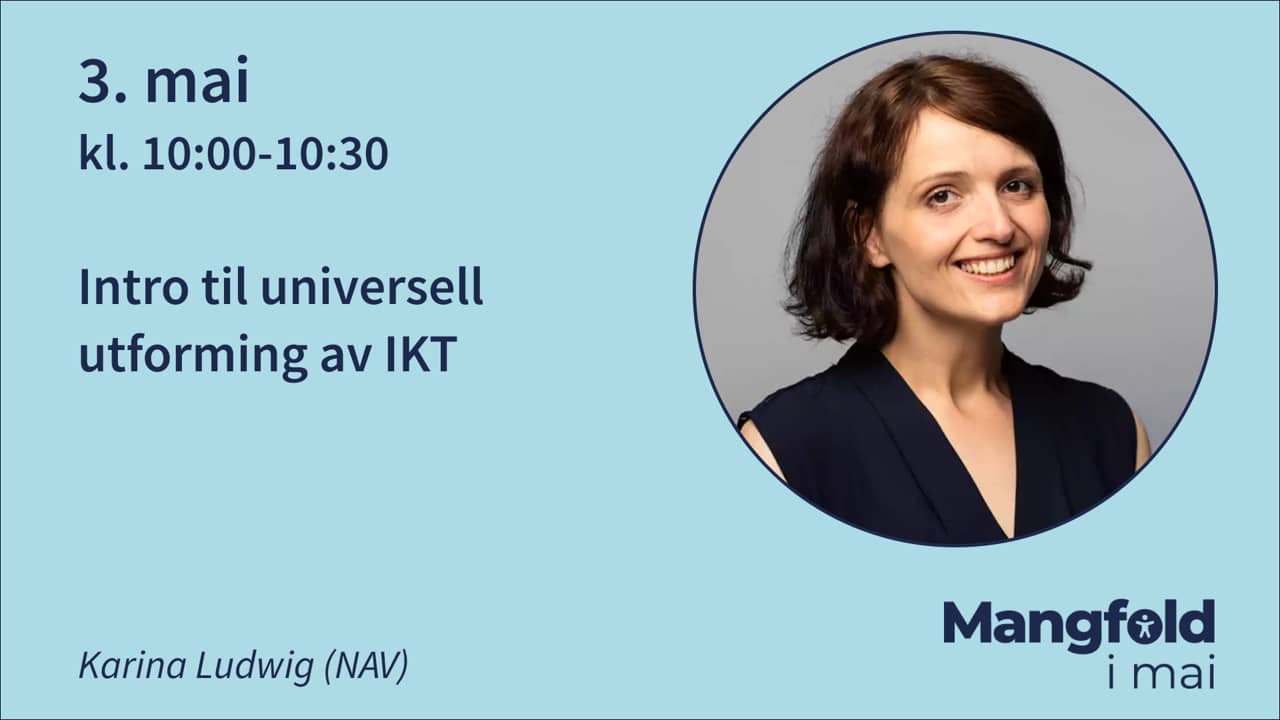 3. mai
kl. 10:00-10:30
Intro til universell
utforming av IKT
Karina Ludwig (NAV)
Mangfold
i mai